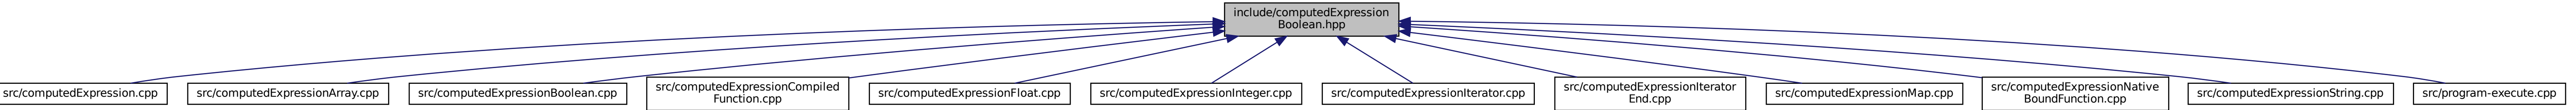 include/computedExpression
Boolean.hpp
src/computedExpression.cpp
src/computedExpressionArray.cpp
src/computedExpressionBoolean.cpp
src/computedExpressionCompiled
Function.cpp
src/computedExpressionFloat.cpp
src/computedExpressionInteger.cpp
src/computedExpressionIterator.cpp
src/computedExpressionIterator
End.cpp
src/computedExpressionMap.cpp
src/computedExpressionNative
BoundFunction.cpp
src/computedExpressionString.cpp
src/program-execute.cpp